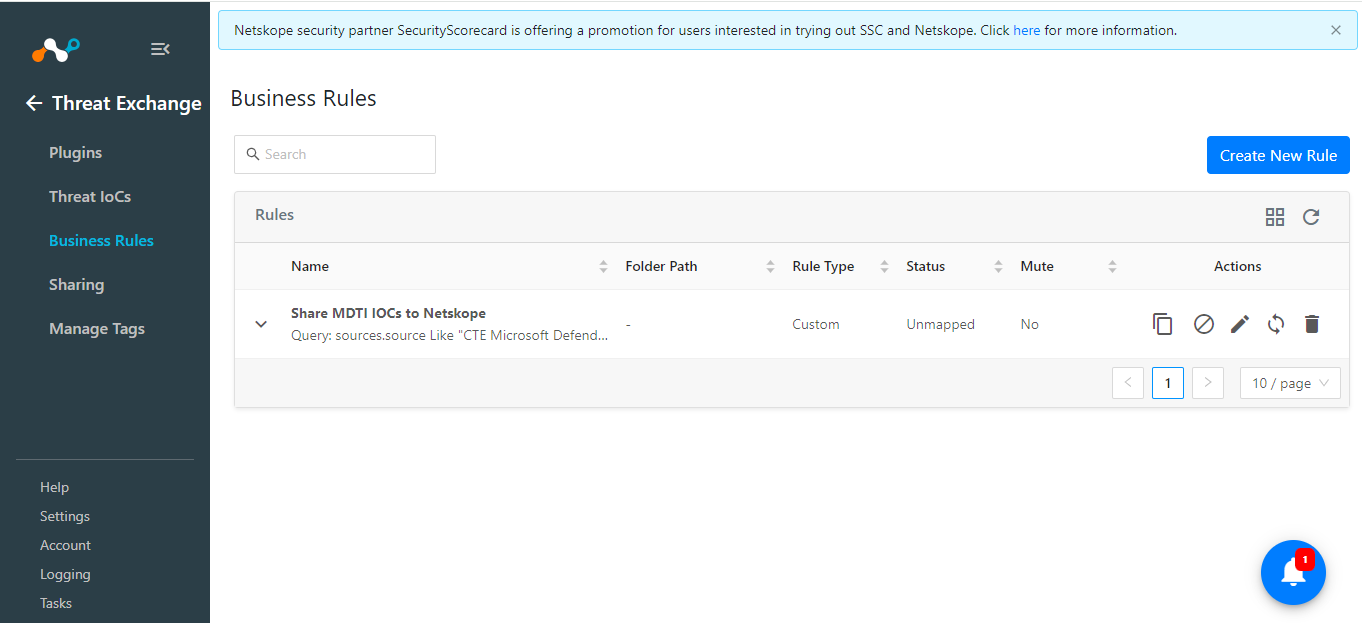 Netskope security partner SecurityScorecard is offering a promotion for users interested in trying out SSC and Netskope. Click here for more information.
Threat Exchange
Plugins
Threat IoCs
Business Rules
Sharing
Manage Tags
Help
Settings
Account
Logging
Tasks
Business Rules
Search
Create New Rule
Rules
Name Folder Path Rule Type Status Mute Actions
Share MDTI IOCs to Netskope
Query: sources.source Like "CTE Microsoft Defend...
- Custom Unmapped No
< 1 > 10 / page
1